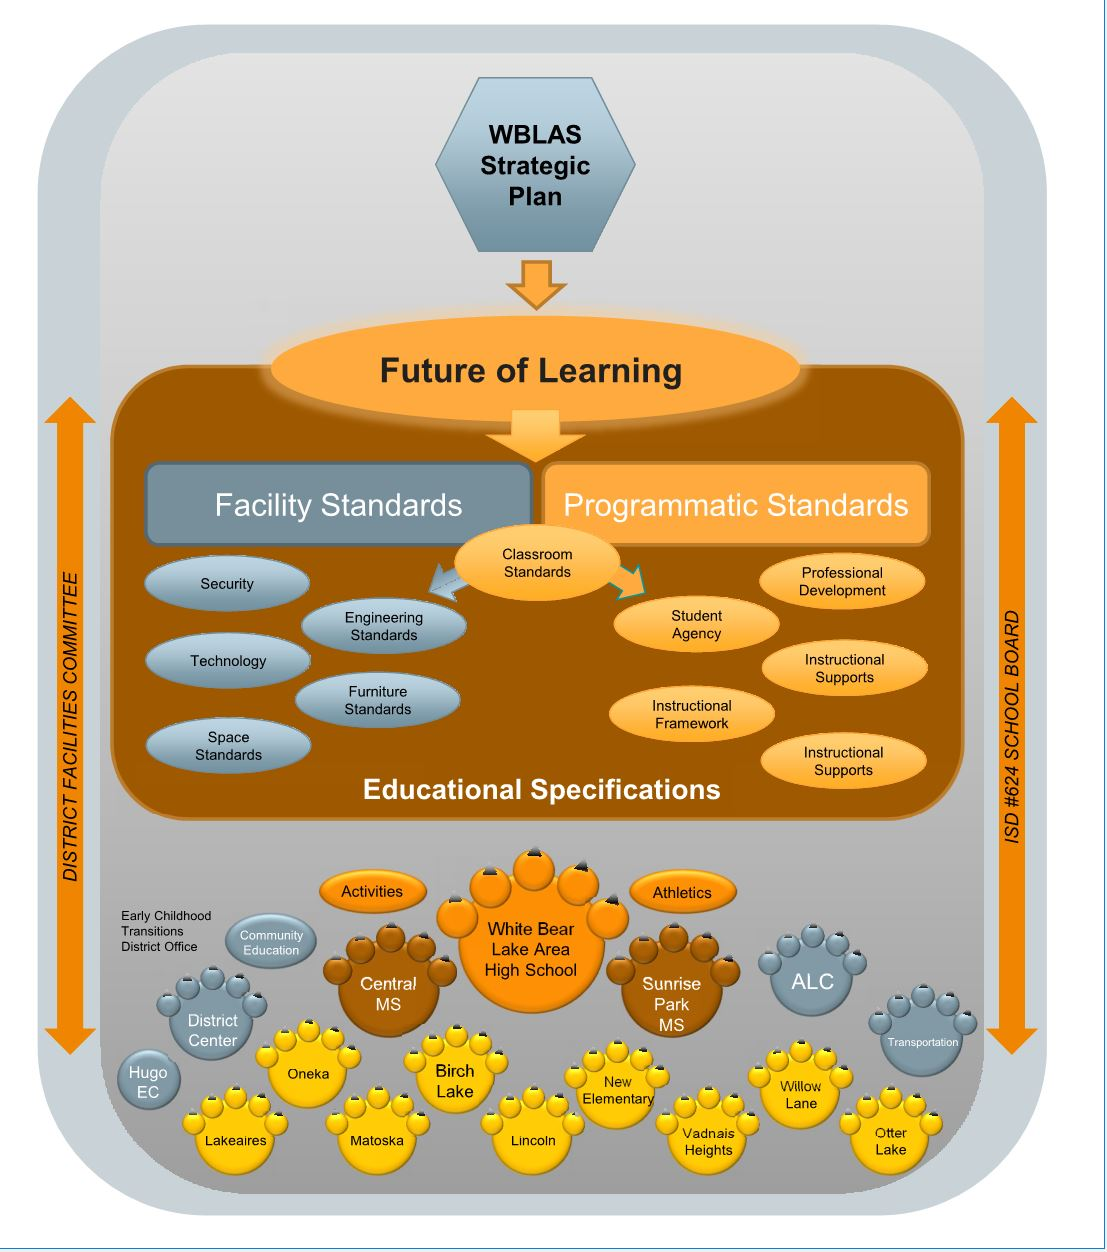 WBLAS
Strategic
Plan
Future of Learning
Facility Standards
Programmatic Standards
Classroom
Standards
Security
Engineering
Standards
Technology
Furniture
Standards
Space
Standards
Professional
Development
Student
Agency
Instructional
Supports
Instructional
Framework
Instructional
Supports
Educational Specifications
DISTRICT FACILITIES COMMITTEE
ISD #624 SCHOOL BOARD
Activities
Athletics
White Bear
Lake Area
High School
Early Childhood
Transitions
District Office
Community
Education
Central
MS
Sunrise
Park
MS
ALC
District
Center
Transportation
Hugo
EC
Oneka
Birch
Lake
New
Elementary
Willow
Lane
Lakeaires
Matoska
Lincoln
Vadnais
Heights
Otter
Lake